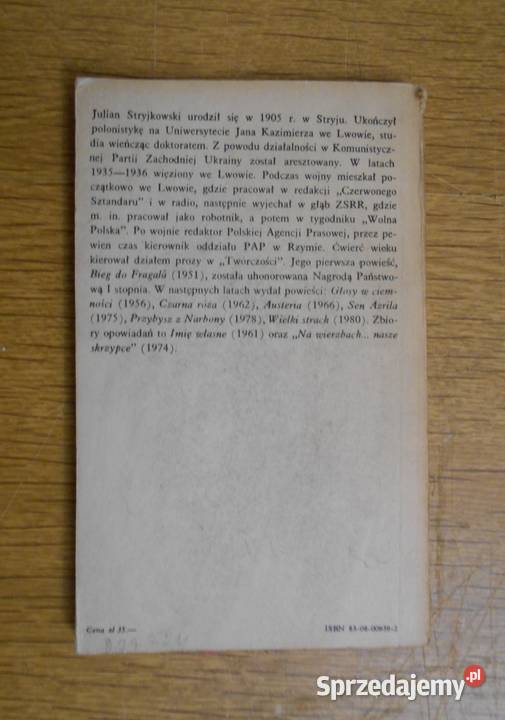 Julian Stryjkowski urodził się w 1905 r. w Stryju. Ukończył
polonistykę na Uniwersytecie Jana Kazimierza we Lwowie, stu-
dia wieńcząc doktoratem. Z powodu działalności w Komunistycz-
nej Partii Zachodniej Ukrainy został aresztowany. W latach
1935—1936 więziony we Lwowie. Podczas wojny mieszkał po-
czątkowo we Lwowie, gdzie pracował w redakcji „Czerwonego
Sztandaru" i w radio, następnie wyjechał w głąb ZSRR, gdzie
m. in. pracował jako robotnik, a potem w tygodniku „Wolna
Polska". Po wojnie redaktor Polskiej Agencji Prasowej, przez pe-
wien czas kierownik oddziału PAP w Rzymie. Ćwierć wieku
kierował działem prozy w „Twórczości". Jego pierwsza powieść,
Bieg do Fragalà (1951), została uhonorowana Nagrodą Państwo-
wą I stopnia. W następnych latach wydał powieści: Głosy w ciem-
ności (1956), Czarna róża (1962), Austeria (1966), Sen Azrila
(1975), Przybysz z Narbony (1978), Wielki strach (1980). Zbio-
ry opowiadań to Imię własne (1961) oraz „Na wierzbach... nasze
skrzypce" (1974).
Cena zł 35.—
ISBN 83-08-00636-2
Sprzedajemy.pl